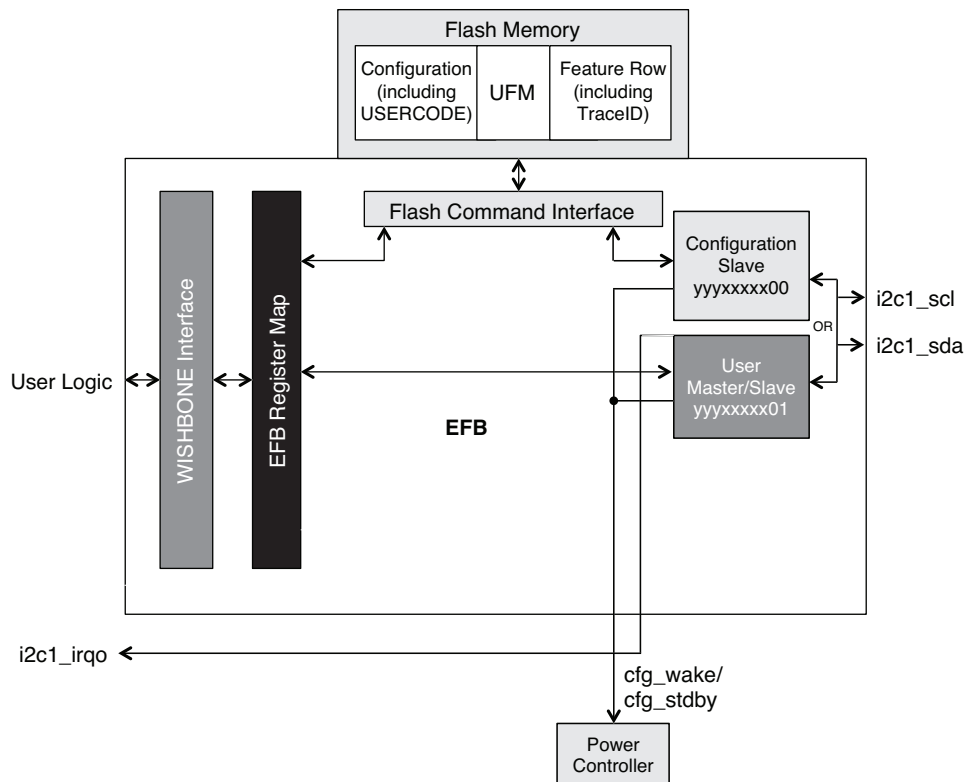 Flash Memory
Configuration
(including
USERCODE)
UFM
Feature Row
(including
TraceID)
Flash Command Interface
Configuration
Slave
yyyxxxxx00
i2c1_scl
OR
i2c1_sda
User
Master/Slave
yyyxxxxx01
User Logic
WISHBONE Interface
EFB Register Map
EFB
i2c1_irqo
cfg_wake/
cfg_stdby
Power
Controller